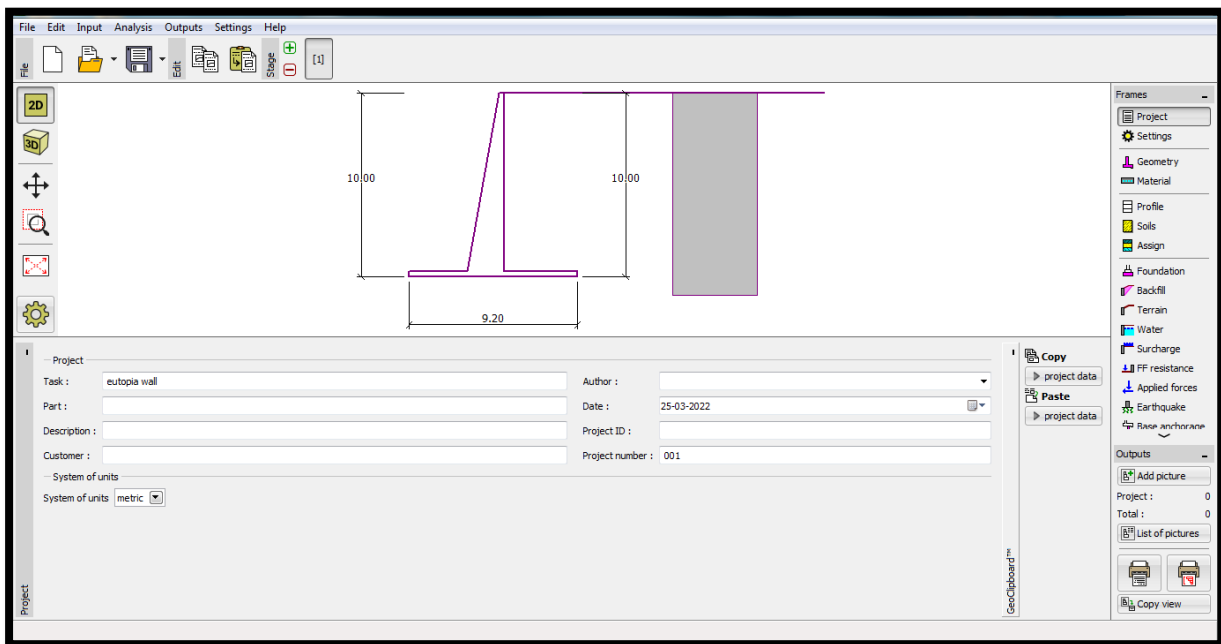 File Edit Input Analysis Outputs Settings Help
File
Edit
Stage
[1]
2D
3D
10.00
10.00
9.20
Frames
Project
Settings
Geometry
Material
Profile
Soils
Assign
Foundation
Backfill
Terrain
Water
Surcharge
FF resistance
Applied forces
Earthquake
Base anchorage
Project
Task : eutopia wall
Author :
Part :
Date : 25-03-2022
Description :
Project ID :
Customer :
Project number : 001
System of units
System of units metric
Project
GeoClipboard™
Copy
project data
Paste
project data
Outputs
Add picture
Project : 0
Total : 0
List of pictures
Copy view